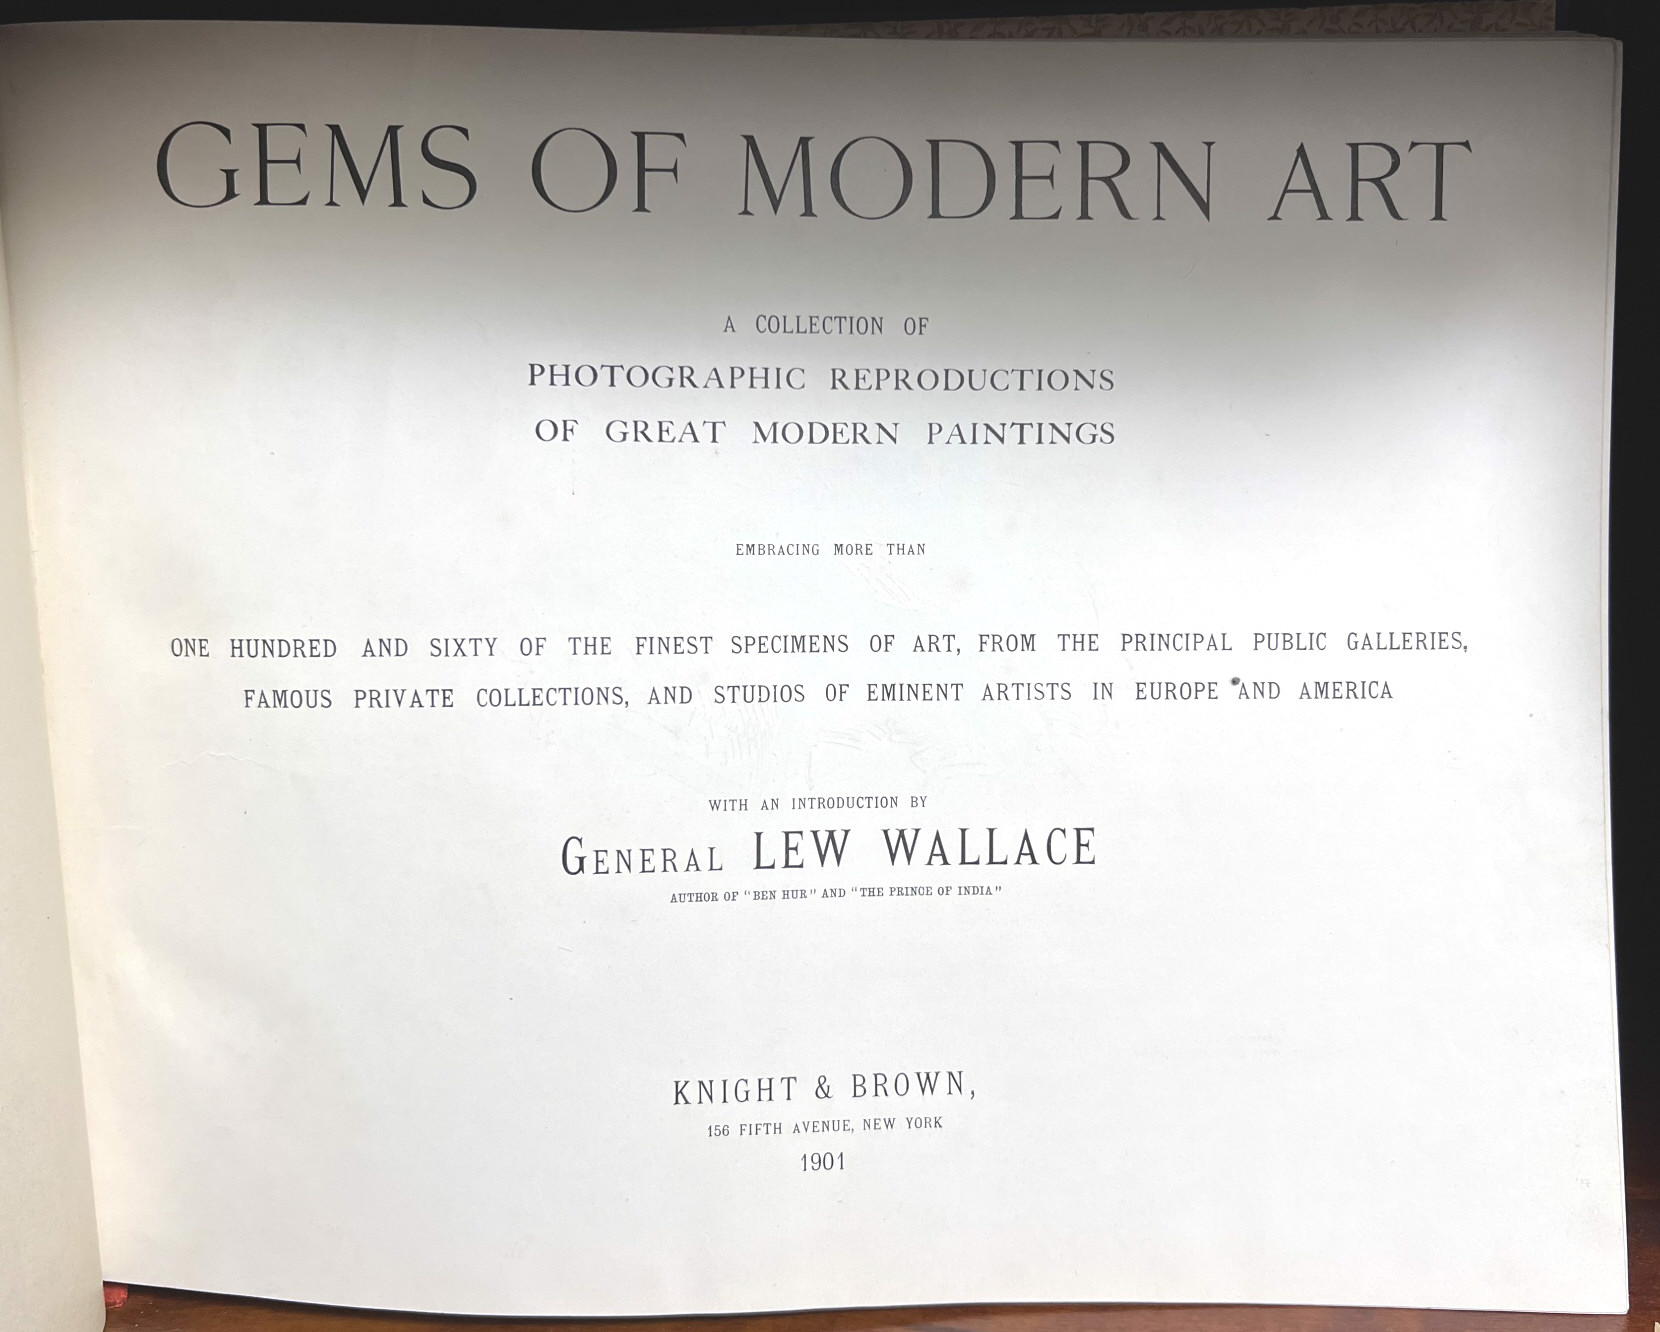 GEMS OF MODERN ART
A COLLECTION OF
PHOTOGRAPHIC REPRODUCTIONS
OF GREAT MODERN PAINTINGS
EMBRACING MORE THAN
ONE HUNDRED AND SIXTY OF THE FINEST SPECIMENS OF ART, FROM THE PRINCIPAL PUBLIC GALLERIES,
FAMOUS PRIVATE COLLECTIONS, AND STUDIOS OF EMINENT ARTISTS IN EUROPE AND AMERICA
WITH AN INTRODUCTION BY
GENERAL LEW WALLACE
AUTHOR OF "BEN HUR" AND "THE PRINCE OF INDIA"
KNIGHT & BROWN,
156 FIFTH AVENUE, NEW YORK
1901